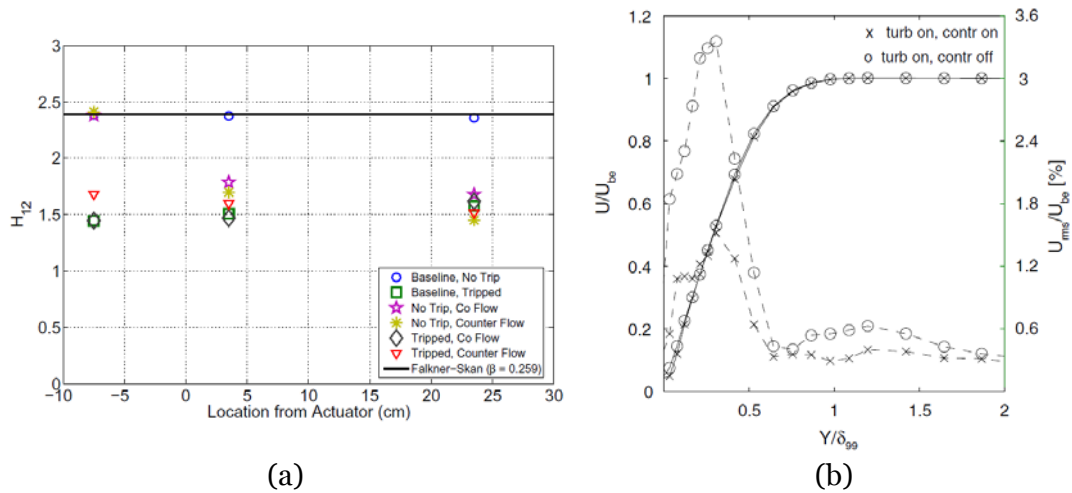 3
2.5
2
1.5
1
0.5
0
H12
-10
-5
0
5
10
15
20
25
30
Location from Actuator (cm)
Baseline, No Trip
Baseline, Tripped
No Trip, Co Flow
No Trip, Counter Flow
Tripped, Co Flow
Tripped, Counter Flow
Falkner-Skan (β = 0.259)
(a)
1.2
1
0.8
0.6
0.4
0.2
0
U/Ube
x turb on, contr on
o turb on, contr off
3.6
3
2.4
1.8
1.2
0.6
Urms/Ube [%]
0.5
1
1.5
2
Y/δ99
(b)